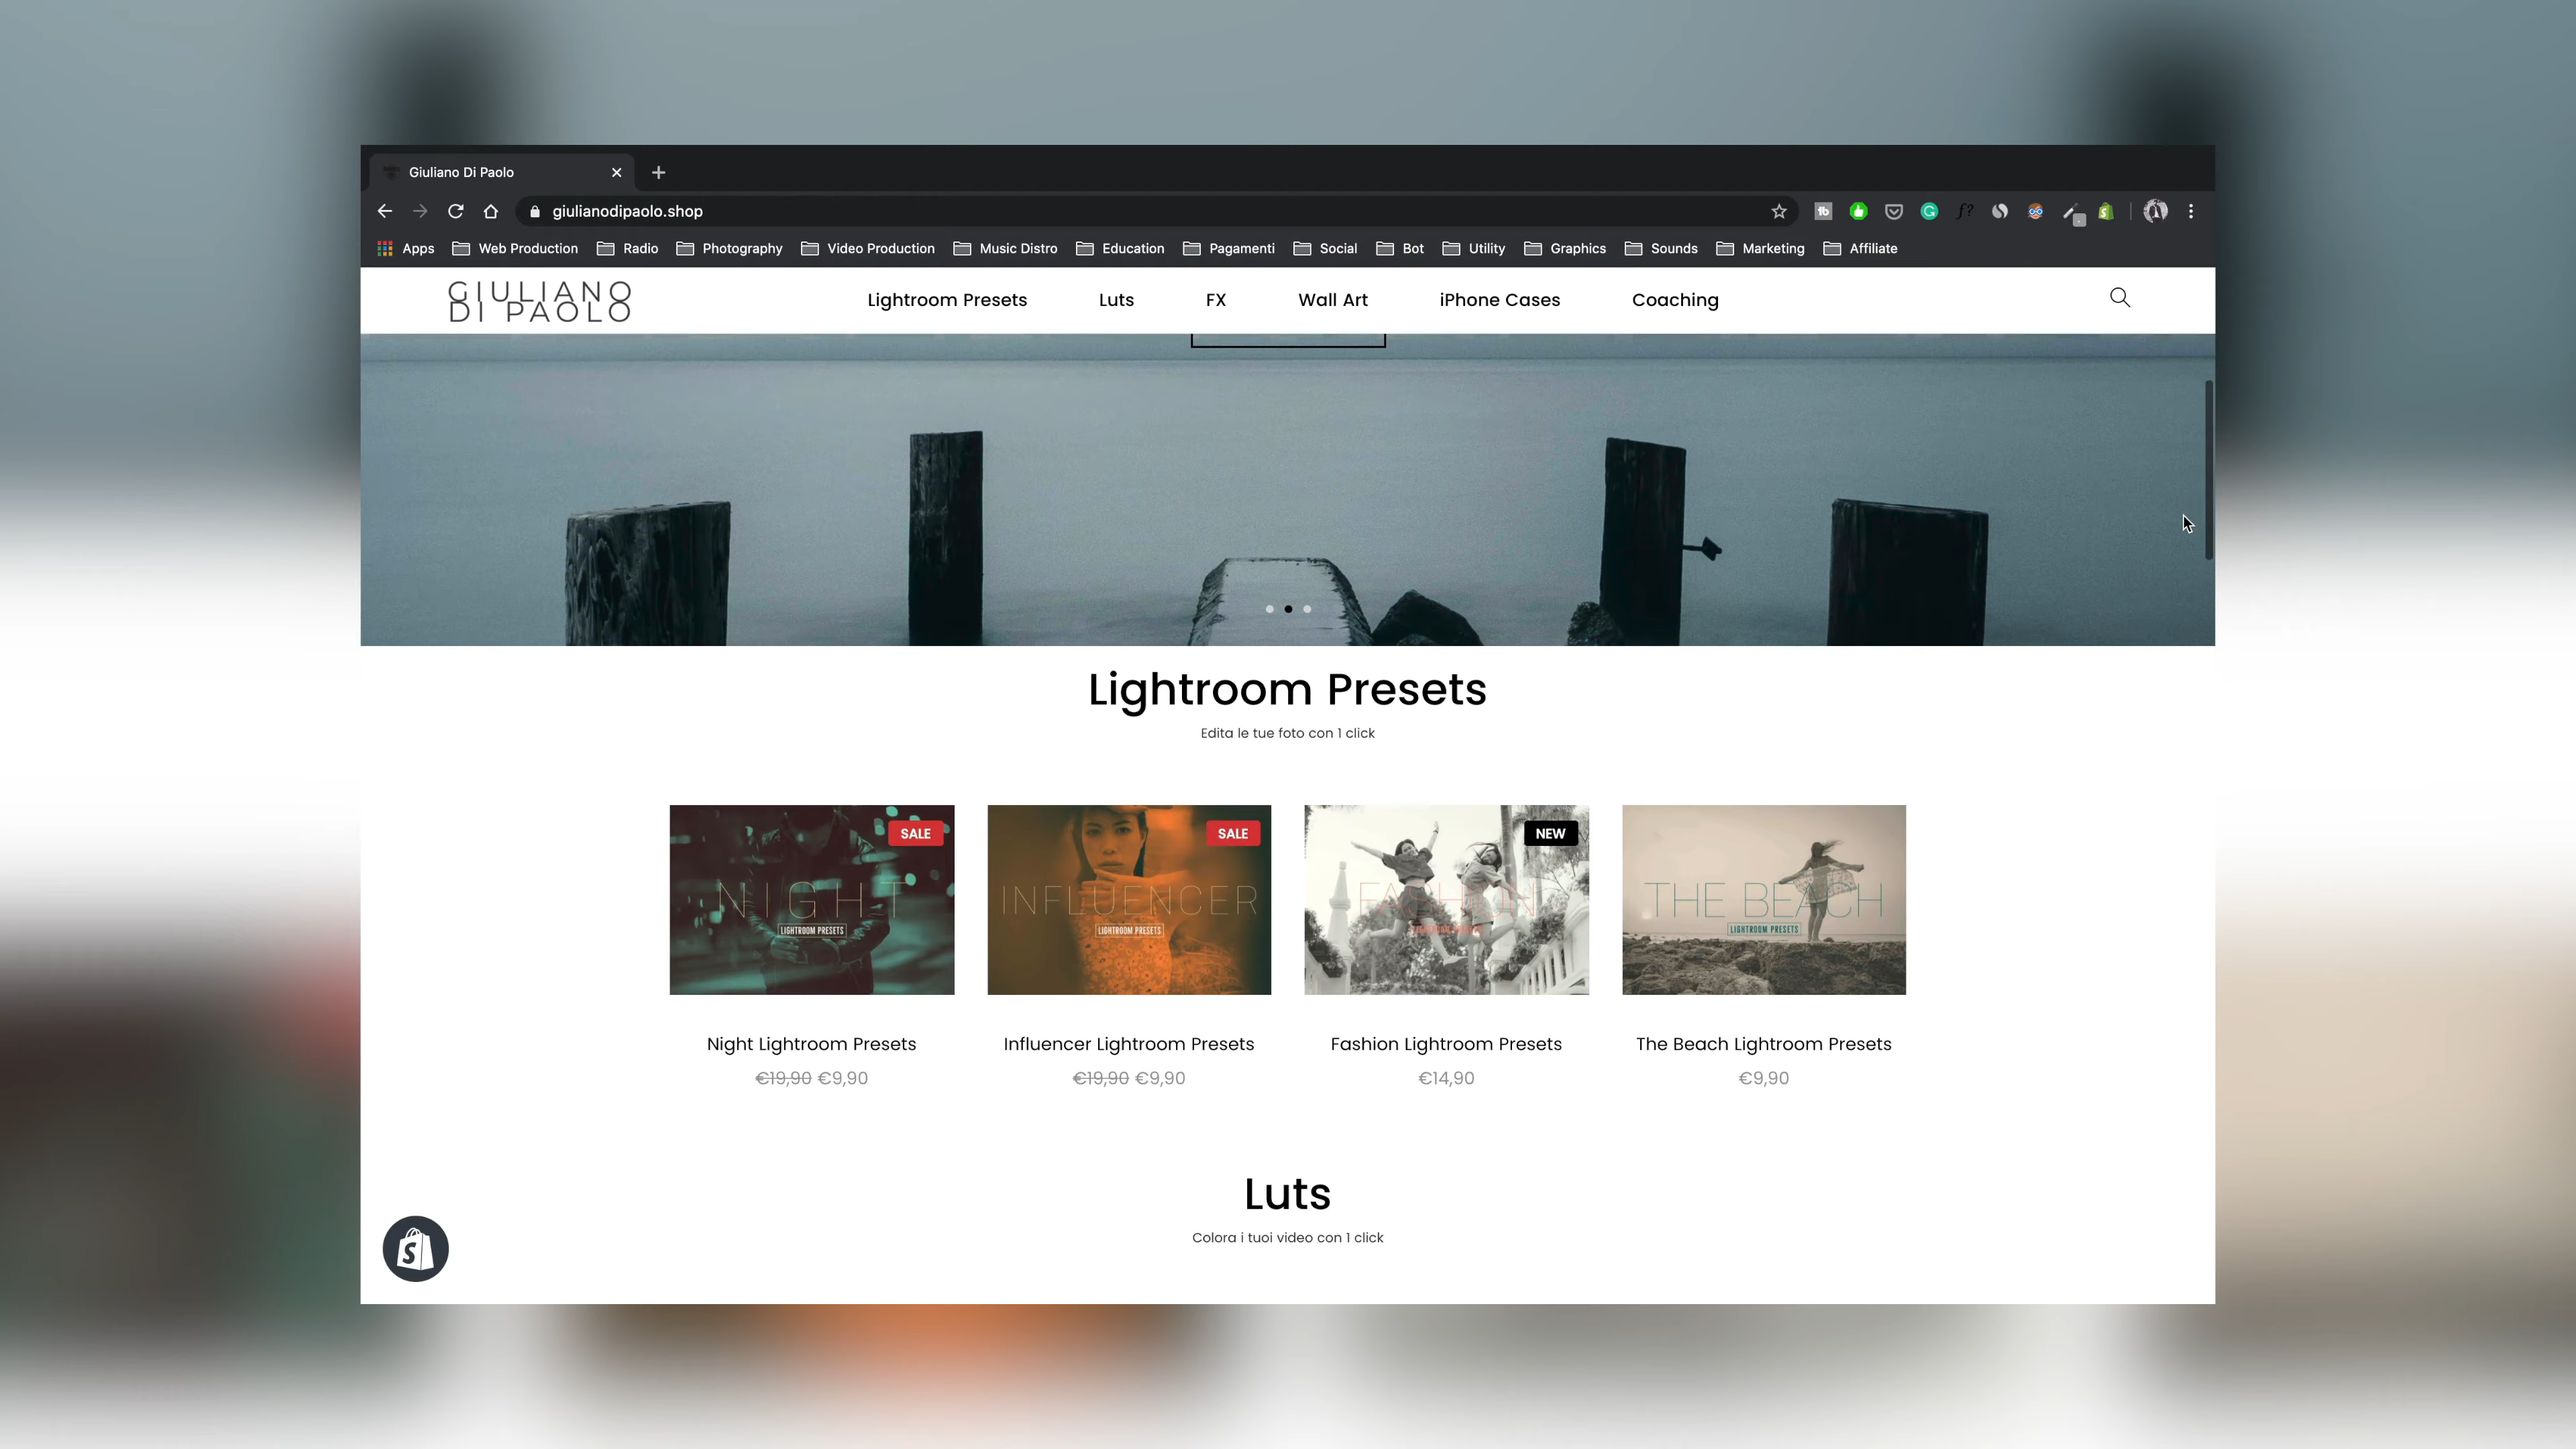 Giuliano Di Paolo
giulianodipaolo.shop
Apps Web Production Radio Photography Video Production Music Distro Education Pagamenti Social Bot Utility Graphics Sounds Marketing Affiliate
GIULIANO
DI PAOLO
Lightroom Presets Luts FX Wall Art iPhone Cases Coaching
Lightroom Presets
Edita le tue foto con 1 click
SALE SALE NEW
NIGHT INFLUENCER FASHION THE BEACH
LIGHTROOM PRESETS LIGHTROOM PRESETS LIGHTROOM PRESETS LIGHTROOM PRESETS
Night Lightroom Presets Influencer Lightroom Presets Fashion Lightroom Presets The Beach Lightroom Presets
€19,90 €9,90 €19,90 €9,90 €14,90 €9,90
Luts
Colora i tuoi video con 1 click